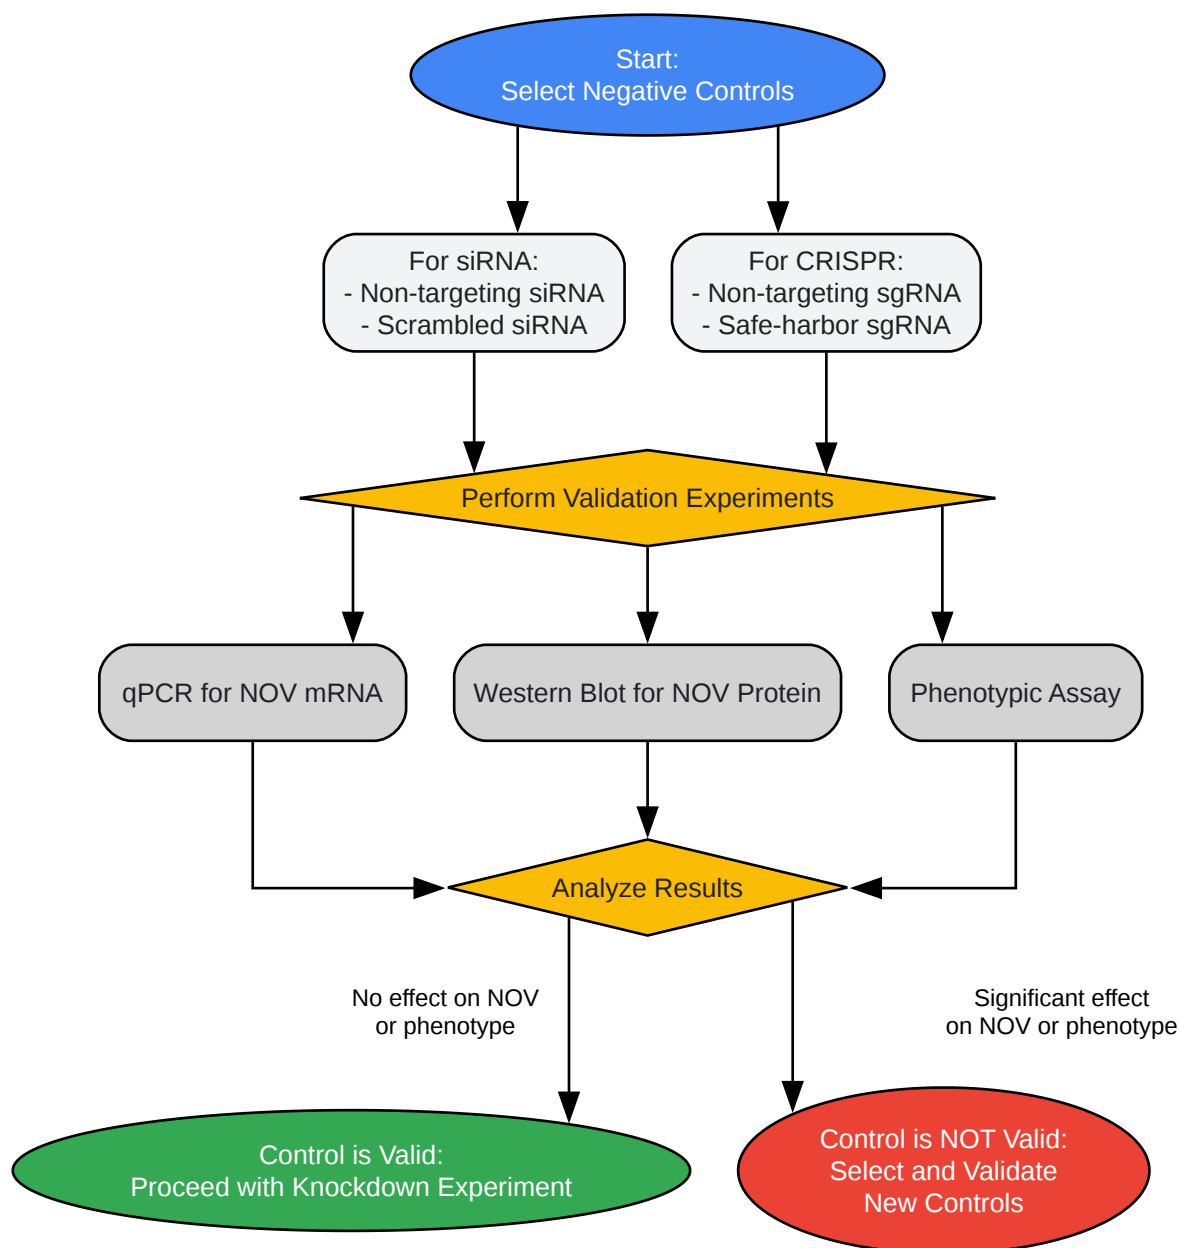 Start:
Select Negative Controls
For siRNA:
- Non-targeting siRNA
- Scrambled siRNA
For CRISPR:
- Non-targeting sgRNA
- Safe-harbor sgRNA
Perform Validation Experiments
qPCR for NOV mRNA
Western Blot for NOV Protein
Phenotypic Assay
Analyze Results
No effect on NOV
or phenotype
Significant effect
on NOV or phenotype
Control is Valid:
Proceed with Knockdown Experiment
Control is NOT Valid:
Select and Validate
New Controls